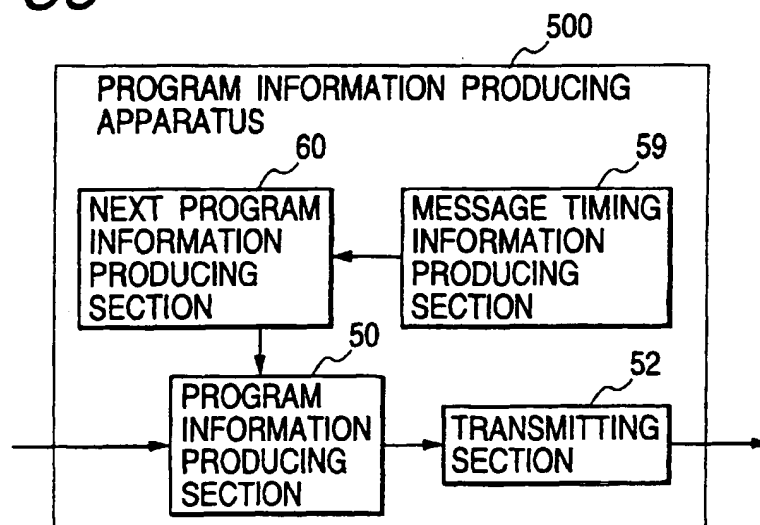 500
PROGRAM INFORMATION PRODUCING
APPARATUS
60
59
NEXT PROGRAM
INFORMATION
PRODUCING
SECTION
MESSAGE TIMING
INFORMATION
PRODUCING
SECTION
50
52
PROGRAM
INFORMATION
PRODUCING
SECTION
TRANSMITTING
SECTION